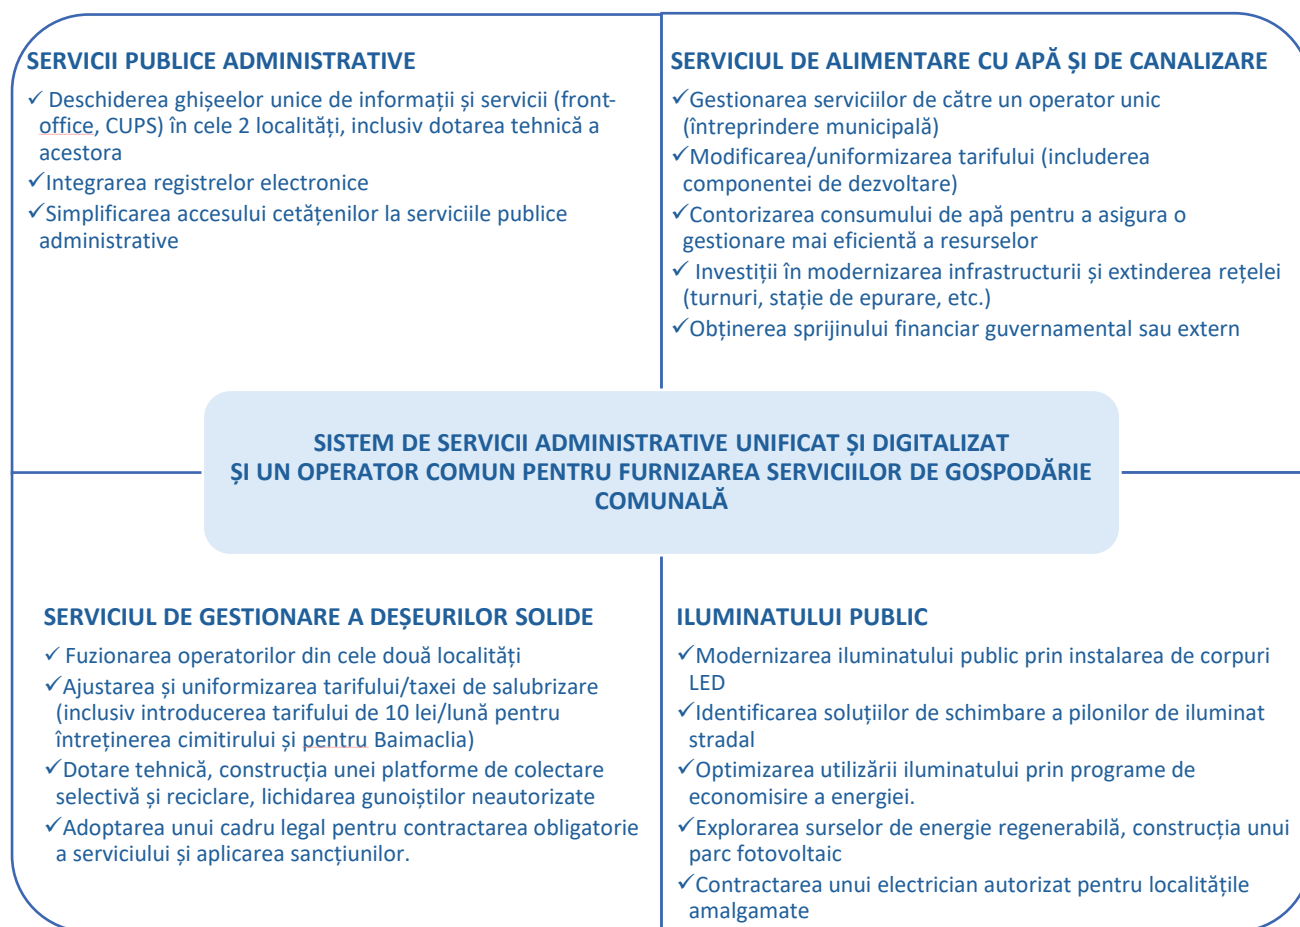 SERVICII PUBLICE ADMINISTRATIVE
✓ Deschiderea ghișeelor unice de informații și servicii (front-
office, CUPS) în cele 2 localități, inclusiv dotarea tehnică a
acestora
✓Integrarea registrelor electronice
✓Simplificarea accesului cetățenilor la serviciile publice
administrative
SERVICIUL DE ALIMENTARE CU APĂ ȘI DE CANALIZARE
✓Gestionarea serviciilor de către un operator unic
(întreprindere municipală)
✓Modificarea/uniformizarea tarifului (includerea
componentei de dezvoltare)
✓Contorizarea consumului de apă pentru a asigura o
gestionare mai eficientă a resurselor
✓ Investiții în modernizarea infrastructurii și extinderea rețelei
(turnuri, stație de epurare, etc.)
✓Obținerea sprijinului financiar guvernamental sau extern
SISTEM DE SERVICII ADMINISTRATIVE UNIFICAT ȘI DIGITALIZAT
ȘI UN OPERATOR COMUN PENTRU FURNIZAREA SERVICIILOR DE GOSPODĂRIE
COMUNALĂ
SERVICIUL DE GESTIONARE A DEȘEURILOR SOLIDE
✓ Fuzionarea operatorilor din cele două localități
✓Ajustarea și uniformizarea tarifului/taxei de salubrizare
(inclusiv introducerea tarifului de 10 lei/lună pentru
întreținerea cimitirului și pentru Baimaclia)
✓Dotare tehnică, construcția unei platforme de colectare
selectivă și reciclare, lichidarea gunoiștilor neautorizate
✓Adoptarea unui cadru legal pentru contractarea obligatorie
a serviciului și aplicarea sancțiunilor.
ILUMINATULUI PUBLIC
✓Modernizarea iluminatului public prin instalarea de corpuri
LED
✓Identificarea soluțiilor de schimbare a pilonilor de iluminat
stradal
✓Optimizarea utilizării iluminatului prin programe de
economisire a energiei.
✓Explorarea surselor de energie regenerabilă, construcția unui
parc fotovoltaic
✓Contractarea unui electrician autorizat pentru localitățile
amalgamate